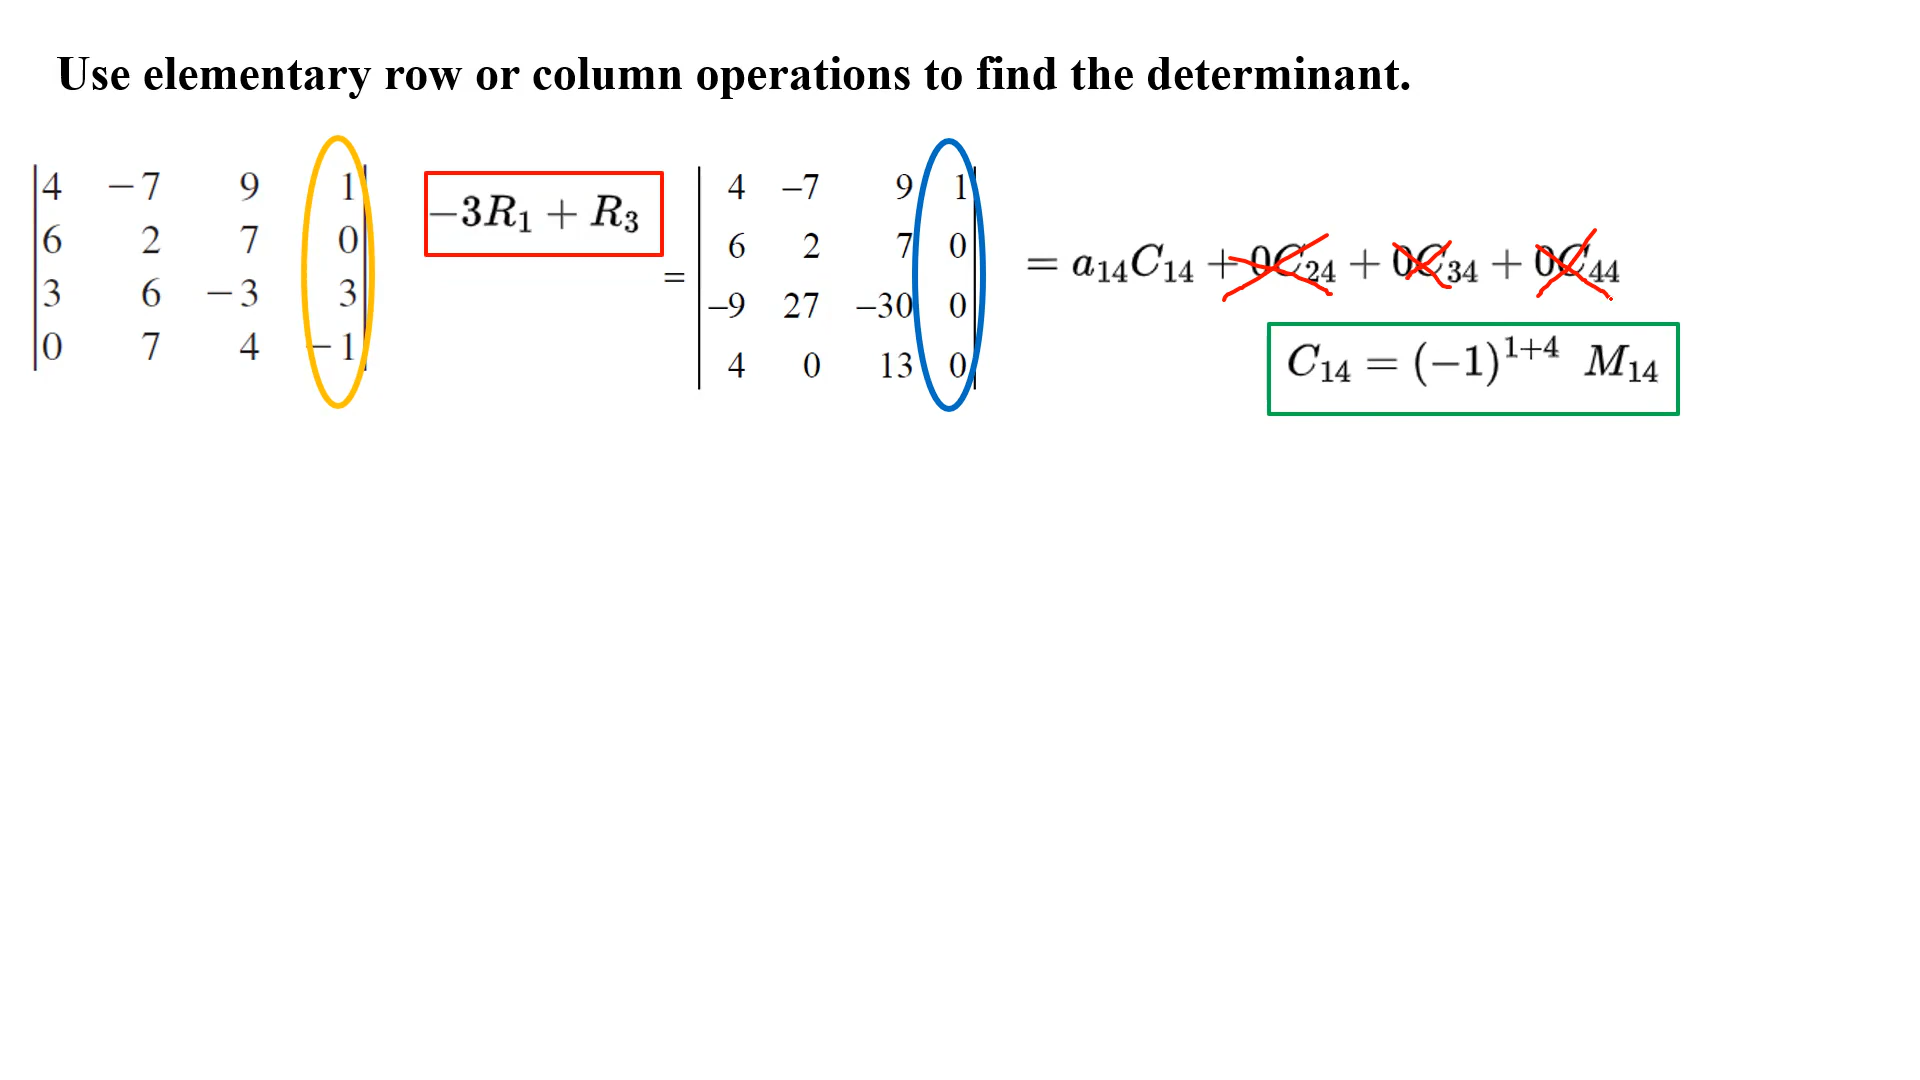 Use elementary row or column operations to find the determinant.
|4 −7 9 1|
|6 2 7 0|
|3 6 −3 3|
|0 7 4 −1|
−3R₁ + R₃
=
|4 –7 9 1|
|6 2 7 0|
|–9 27 –30 0|
|4 0 13 0|
= a₁₄C₁₄ + 0C₂₄ + 0C₃₄ + 0C₄₄
C₁₄ = (−1)¹⁺⁴ M₁₄